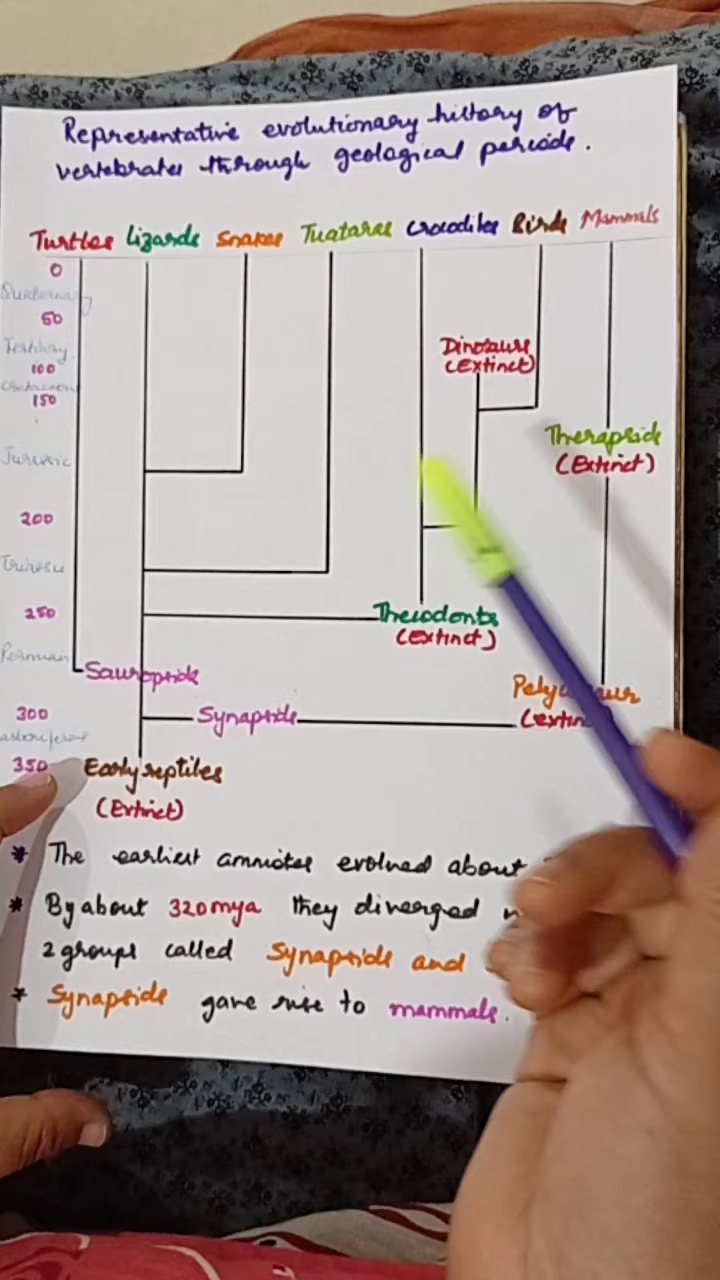 Representative evolutionary history of
vertebrates through geological periods.
Turtles Lizards Snakes Tuataras Crocodiles Birds Mammals
0
50
Dinosaurs
(Extinct)
100
150
Therapsids
(Extinct)
Jurassic
200
250
Thecodonts
(Extinct)
Sauropsids
300
Synapsids
350
Early reptiles
(Extinct)
* The earliest amniotes evolved about
* By about 320mya they diverged
2 groups called Synapsids and
* Synapsids gave rise to mammals.